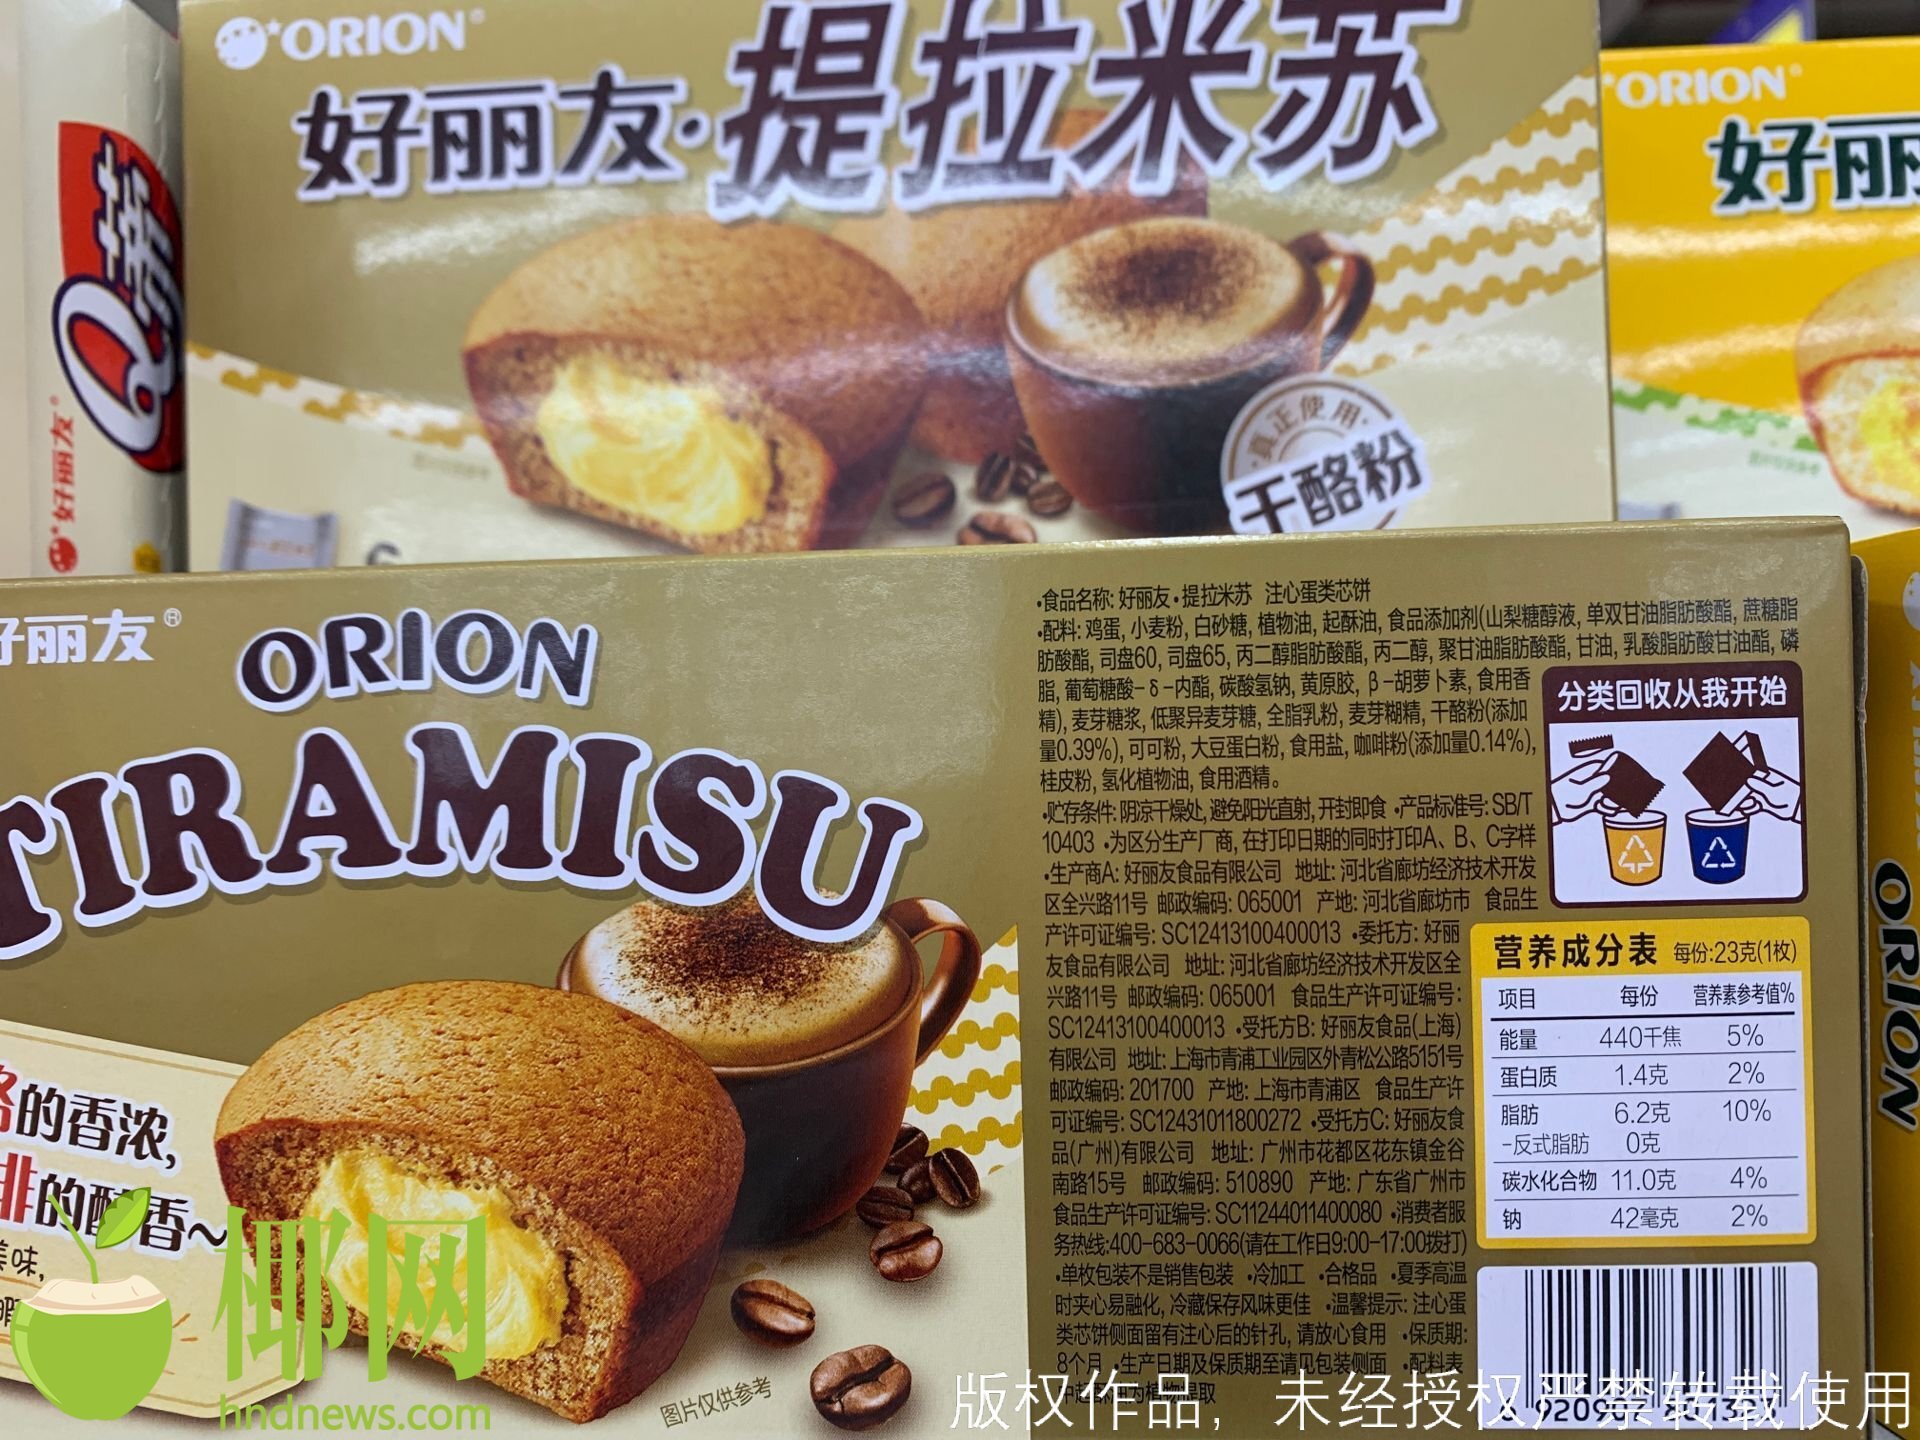 ORION
好丽友·提拉米苏
·真正使用·
干酪粉
ORION
好丽
Q蒂
好丽友
好丽友®
ORION
TIRAMISU
的香浓,
啡的醇香~
美味,
图片仅供参考
•食品名称: 好丽友•提拉米苏 注心蛋类芯饼
•配料: 鸡蛋, 小麦粉, 白砂糖, 植物油, 起酥油, 食品添加剂(山梨糖醇液, 单双甘油脂肪酸酯, 蔗糖脂
肪酸酯, 司盘60, 司盘65, 丙二醇脂肪酸酯, 丙二醇, 聚甘油脂肪酸酯, 甘油, 乳酸脂肪酸甘油酯, 磷
脂, 葡萄糖酸-δ-内酯, 碳酸氢钠, 黄原胶, β-胡萝卜素, 食用香
精), 麦芽糖浆, 低聚异麦芽糖, 全脂乳粉, 麦芽糊精, 干酪粉(添加
量0.39%), 可可粉, 大豆蛋白粉, 食用盐, 咖啡粉(添加量0.14%),
桂皮粉, 氢化植物油, 食用酒精。
•贮存条件: 阴凉干燥处, 避免阳光直射, 开封即食 •产品标准号: SB/T
10403 •为区分生产厂商, 在打印日期的同时打印A、B、C字样
•生产商A: 好丽友食品有限公司 地址: 河北省廊坊经济技术开发
区全兴路11号 邮政编码: 065001 产地: 河北省廊坊市 食品生
产许可证编号: SC12413100400013 •委托方: 好丽
友食品有限公司 地址: 河北省廊坊经济技术开发区全
兴路11号 邮政编码: 065001 食品生产许可证编号:
SC12413100400013 •受托方B: 好丽友食品(上海)
有限公司 地址: 上海市青浦工业园区外青松公路5151号
邮政编码: 201700 产地: 上海市青浦区 食品生产许
可证编号: SC12431011800272 •受托方C: 好丽友食
品(广州)有限公司 地址: 广州市花都区花东镇金谷
南路15号 邮政编码: 510890 产地: 广东省广州市
食品生产许可证编号: SC11244011400080 •消费者服
务热线:400-683-0066(请在工作日9:00-17:00拨打)
•单枚包装不是销售包装 •冷加工 •合格品 •夏季高温
时夹心易融化, 冷藏保存风味更佳 •温馨提示: 注心蛋
类芯饼侧面留有注心后的针孔, 请放心食用 •保质期:
8个月 •生产日期及保质期至请见包装侧面 •配料表
分类回收从我开始
营养成分表 每份:23克(1枚)
项目 每份 营养素参考值%
能量 440千焦 5%
蛋白质 1.4克 2%
脂肪 6.2克 10%
-反式脂肪 0克
碳水化合物 11.0克 4%
钠 42毫克 2%
ORION
椰网
hndnews.com
版权作品，未经授权严禁转载使用